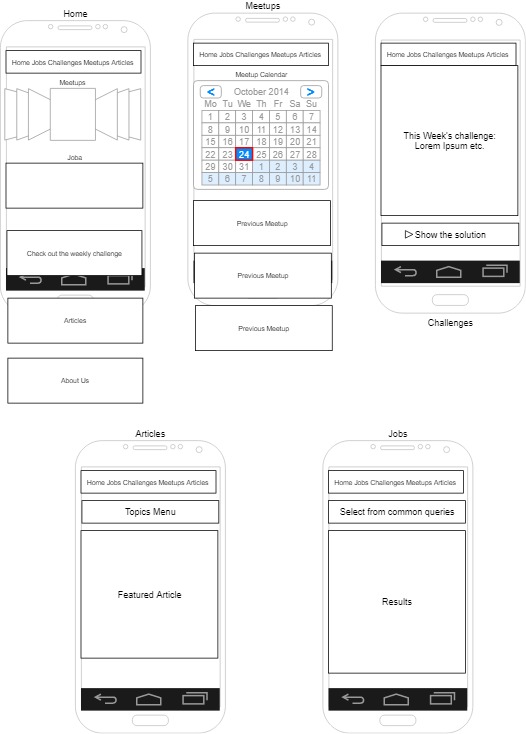 Home
Home Jobs Challenges Meetups Articles
Meetups
Joba
Check out the weekly challenge
Articles
About Us
Meetups
Home Jobs Challenges Meetups Articles
Meetup Calendar
< October 2014 >
Mo Tu We Th Fr Sa Su
1 2 3 4 5 6 7
8 9 10 11 12 13 14
15 16 17 18 19 20 21
22 23 24 25 26 27 28
29 30 31 1 2 3 4
5 6 7 8 9 10 11
Previous Meetup
Previous Meetup
Previous Meetup
Home Jobs Challenges Meetups Articles
This Week's challenge:
Lorem Ipsum etc.
Show the solution
Challenges
Articles
Home Jobs Challenges Meetups Articles
Topics Menu
Featured Article
Jobs
Home Jobs Challenges Meetups Articles
Select from common queries
Results